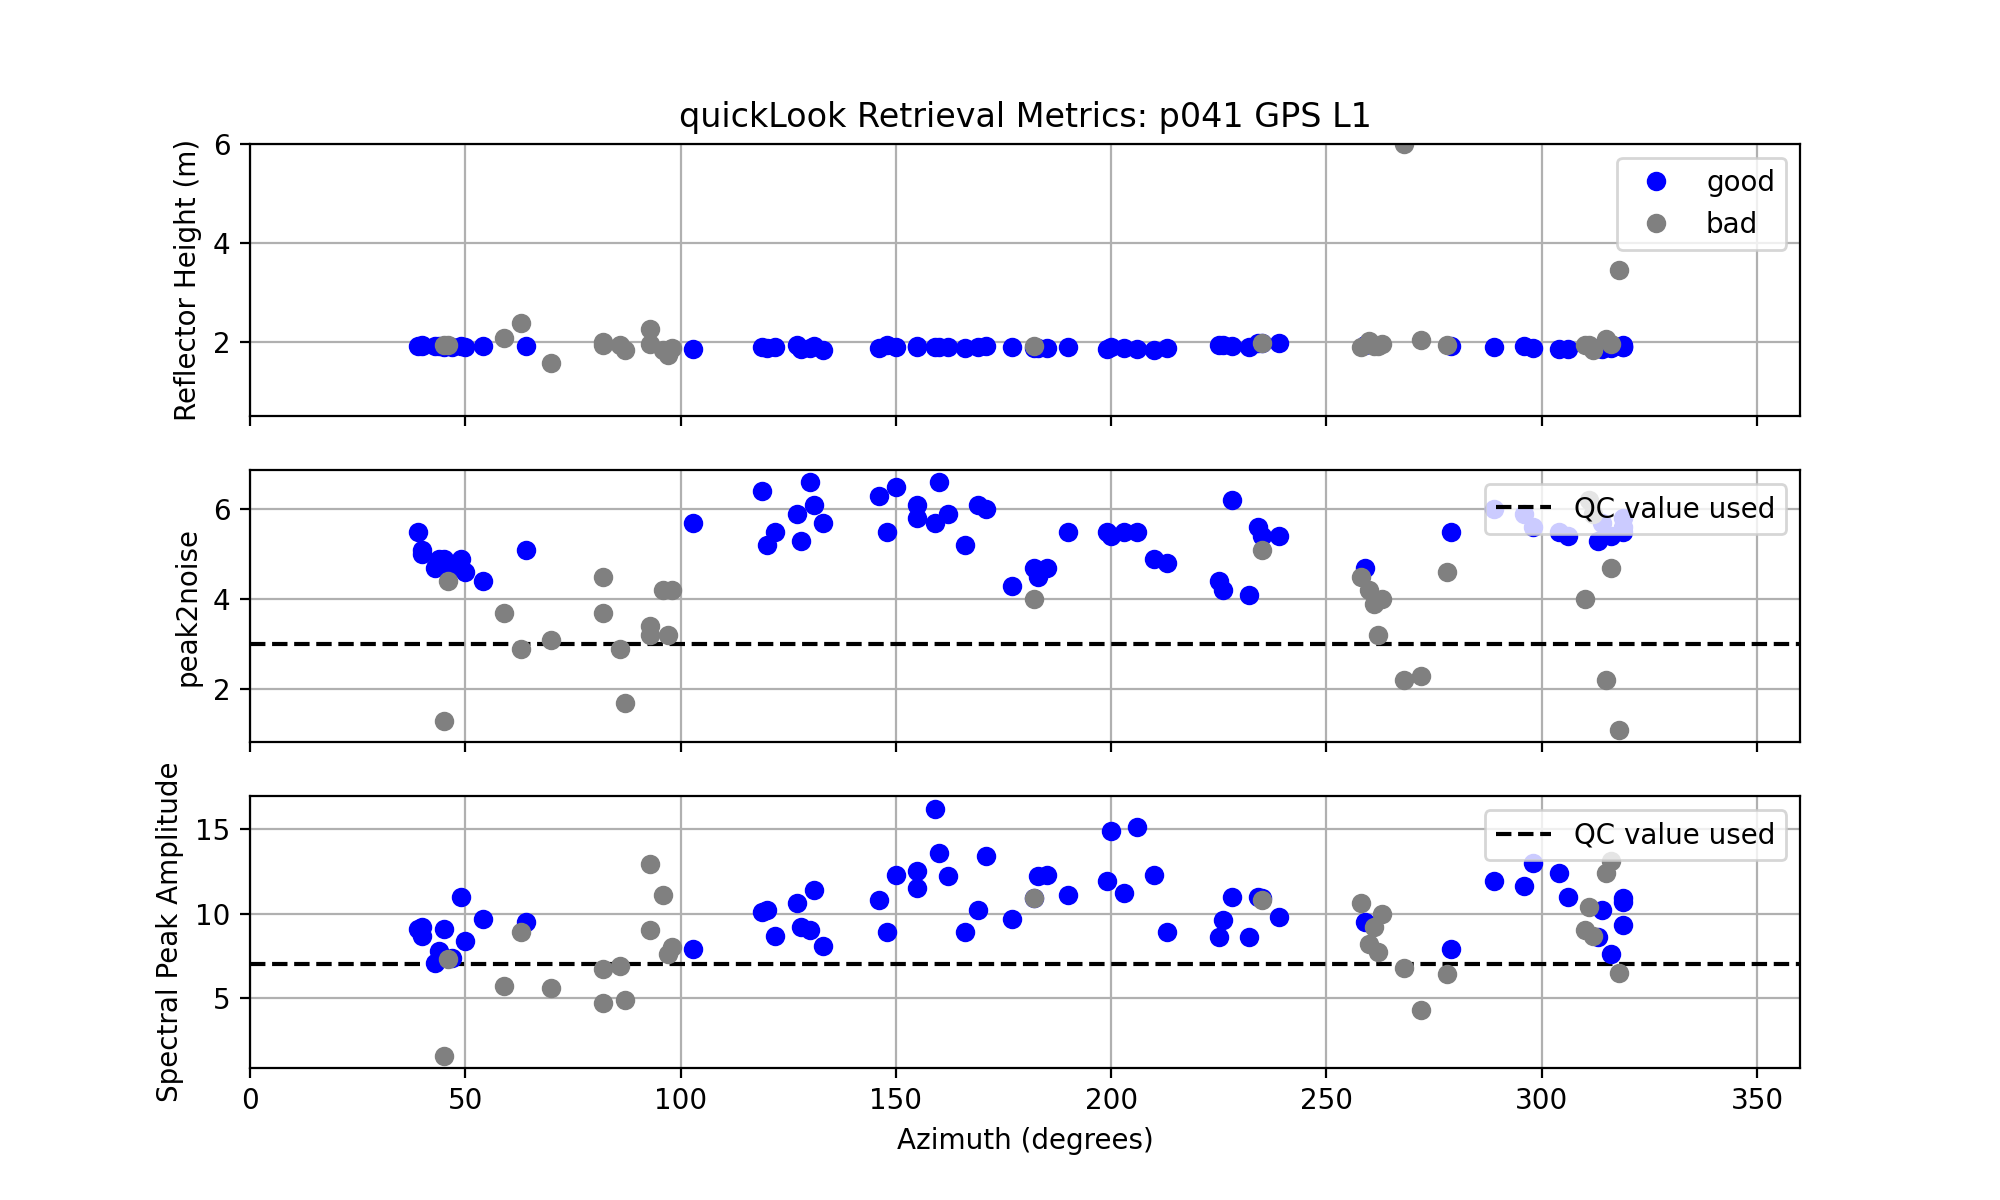 quickLook Retrieval Metrics: p041 GPS L1
Reflector Height (m)
6
4
2
good
bad
peak2noise
6
4
2
QC value used
Spectral Peak Amplitude
15
10
5
QC value used
0 50 100 150 200 250 300 350
Azimuth (degrees)